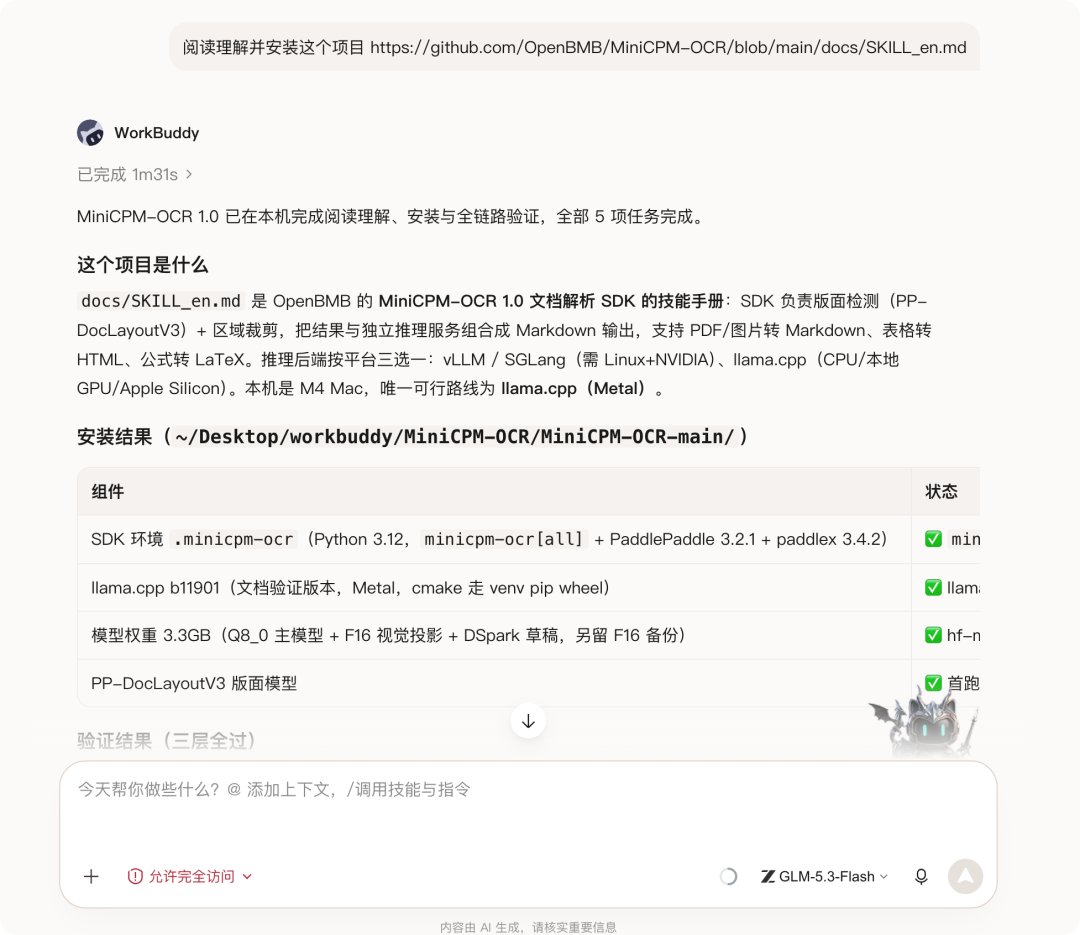 阅读理解并安装这个项目 https://github.com/OpenBMB/MiniCPM-OCR/blob/main/docs/SKILL_en.md
WorkBuddy
已完成 1m31s >
MiniCPM-OCR 1.0 已在本机完成阅读理解、安装与全链路验证，全部 5 项任务完成。
这个项目是什么
docs/SKILL_en.md 是 OpenBMB 的 MiniCPM-OCR 1.0 文档解析 SDK 的技能手册：SDK 负责版面检测（PP-
DocLayoutV3）+ 区域裁剪，把结果与独立推理服务组合成 Markdown 输出，支持 PDF/图片转 Markdown、表格转
HTML、公式转 LaTeX。推理后端按平台三选一：vLLM / SGLang（需 Linux+NVIDIA）、llama.cpp（CPU/本地
GPU/Apple Silicon）。本机是 M4 Mac，唯一可行路线为 llama.cpp（Metal）。
安装结果（~/Desktop/workbuddy/MiniCPM-OCR/MiniCPM-OCR-main/）
组件 状态
SDK 环境 .minicpm-ocr（Python 3.12，minicpm-ocr[all] + PaddlePaddle 3.2.1 + paddlex 3.4.2） ✅ min
llama.cpp b11901（文档验证版本，Metal，cmake 走 venv pip wheel） ✅ llama
模型权重 3.3GB（Q8_0 主模型 + F16 视觉投影 + DSpark 草稿，另留 F16 备份） ✅ hf-m
PP-DocLayoutV3 版面模型 ✅ 首跑
验证结果（三层全过）
今天帮你做些什么？@ 添加上下文，/调用技能与指令
允许完全访问
GLM-5.3-Flash
内容由 AI 生成，请核实重要信息